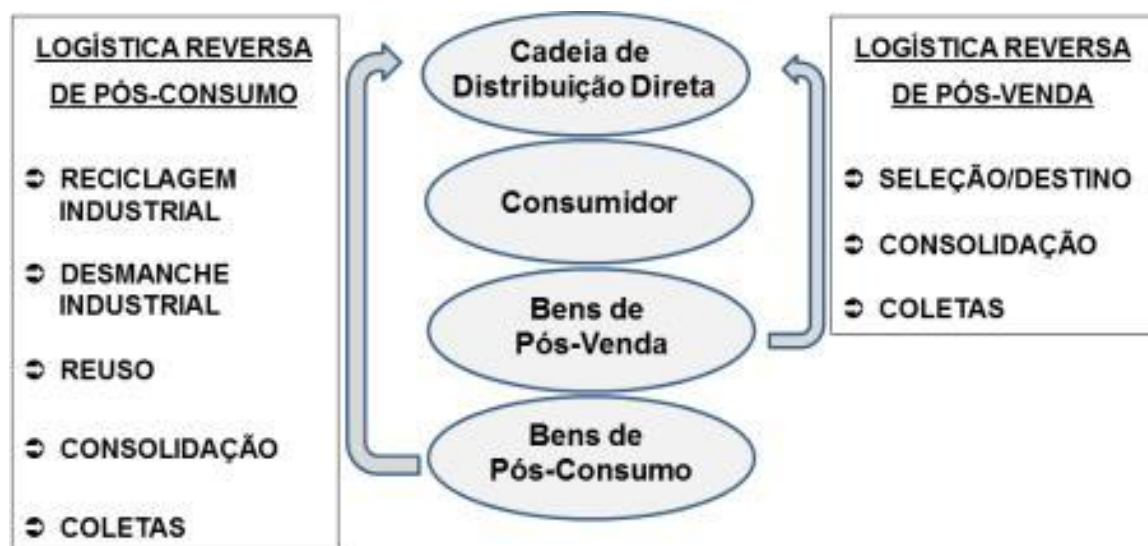 LOGÍSTICA REVERSA
DE PÓS-CONSUMO
➲ RECICLAGEM
INDUSTRIAL
➲ DESMANCHE
INDUSTRIAL
➲ REUSO
➲ CONSOLIDAÇÃO
➲ COLETAS
Cadeia de
Distribuição Direta
Consumidor
Bens de
Pós-Venda
Bens de
Pós-Consumo
LOGÍSTICA REVERSA
DE PÓS-VENDA
➲ SELEÇÃO/DESTINO
➲ CONSOLIDAÇÃO
➲ COLETAS